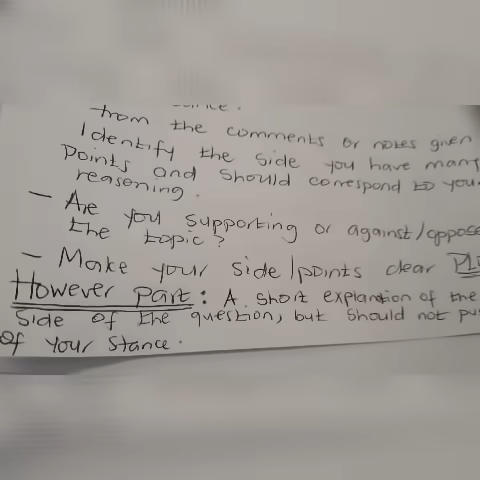 from the comments or notes given
Identify the side you have many
points and should correspond to your
reasoning.
- Are you supporting or against/oppose
the topic?
- Make your side/points clear
However Part: A short explanation of the
side of the question, but should not
of your stance.